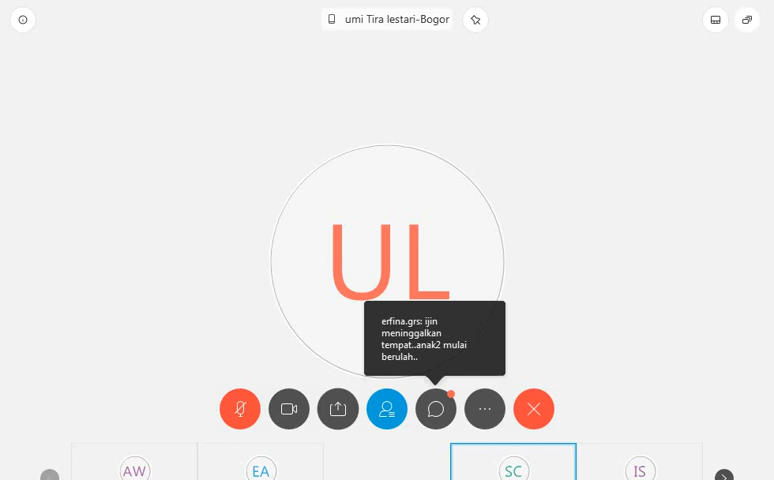 umi Tira lestari-Bogor
UL
erfina.grs: ijin
meninggalkan
tempat..anak2 mulai
berulah..
AW
EA
SC
IS